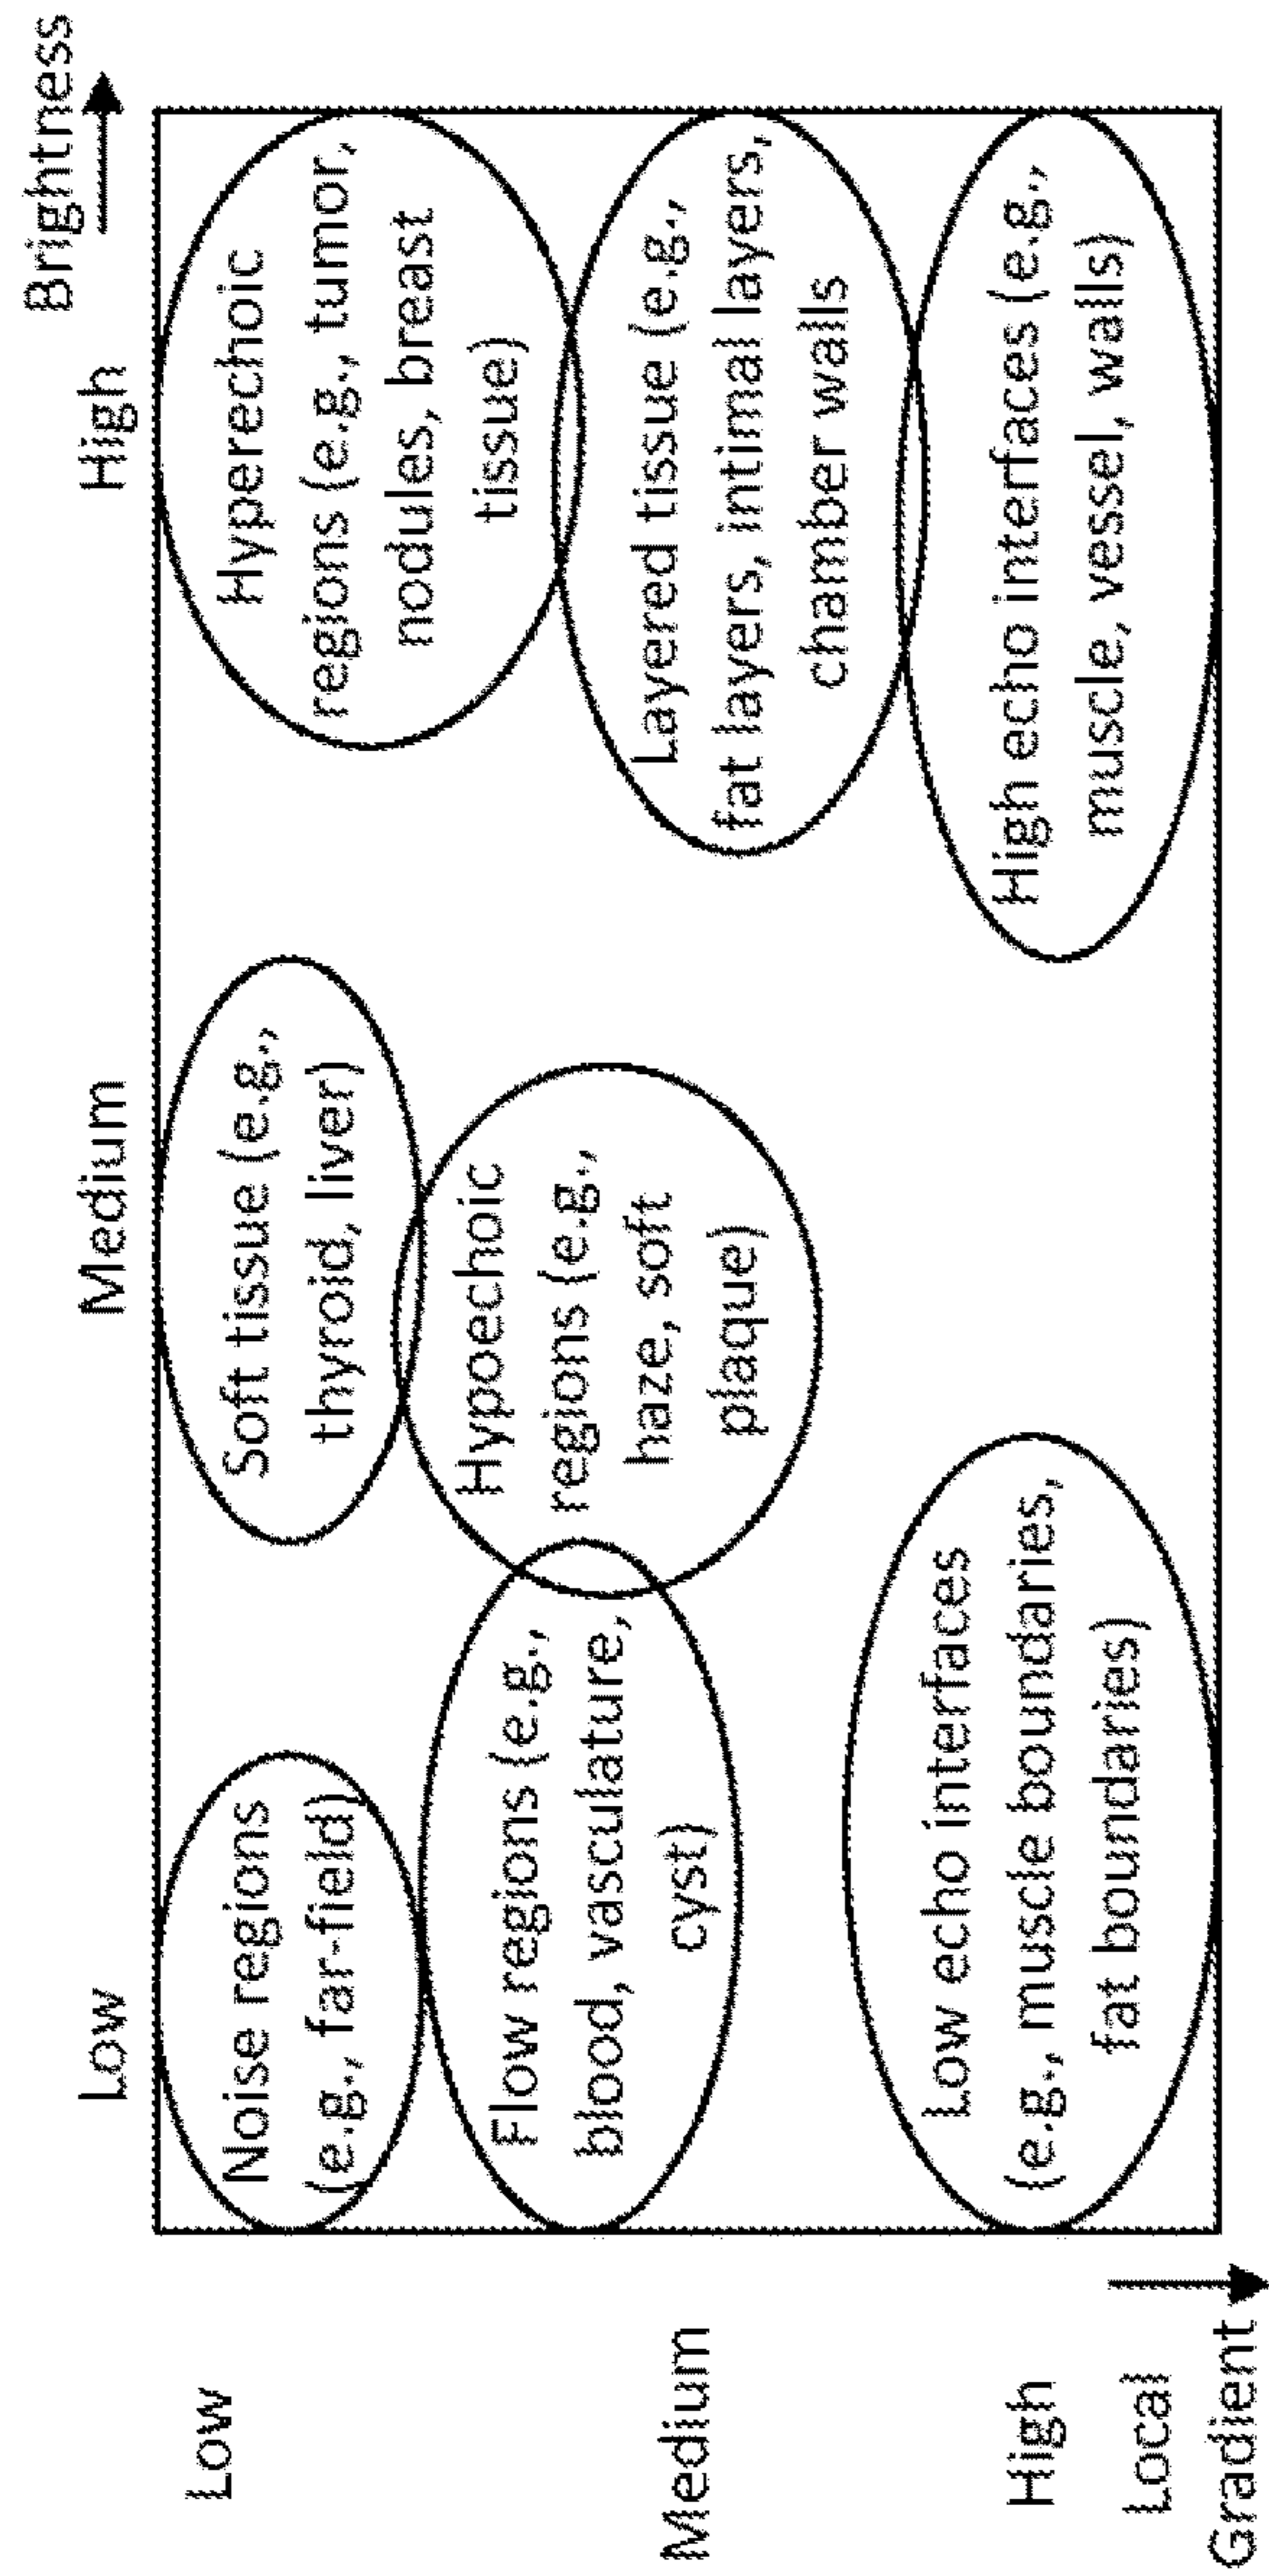 Brightness
Low
Medium
High
Low
Medium
High
Local
Gradient
Noise regions
(e.g., far-field)
Soft tissue (e.g.,
thyroid, liver)
Hyperechoic
regions (e.g., tumor,
nodules, breast
tissue)
Flow regions (e.g.,
blood, vasculature,
cyst)
Hypoechoic
regions (e.g.,
haze, soft
plaque)
Layered tissue (e.g.,
fat layers, intimal layers,
chamber walls
Low echo interfaces
(e.g., muscle boundaries,
fat boundaries)
High echo interfaces (e.g.,
muscle, vessel, walls)